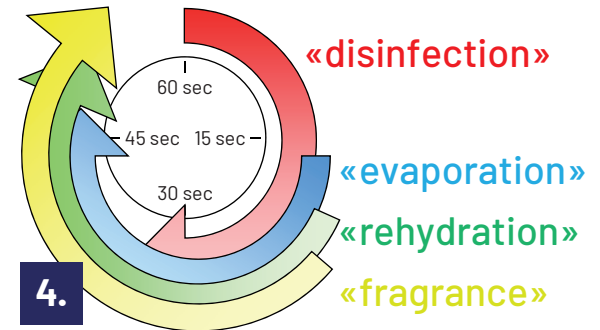 «disinfection»
60 sec
45 sec 15 sec
«evaporation»
30 sec
«rehydration»
4.
«fragrance»